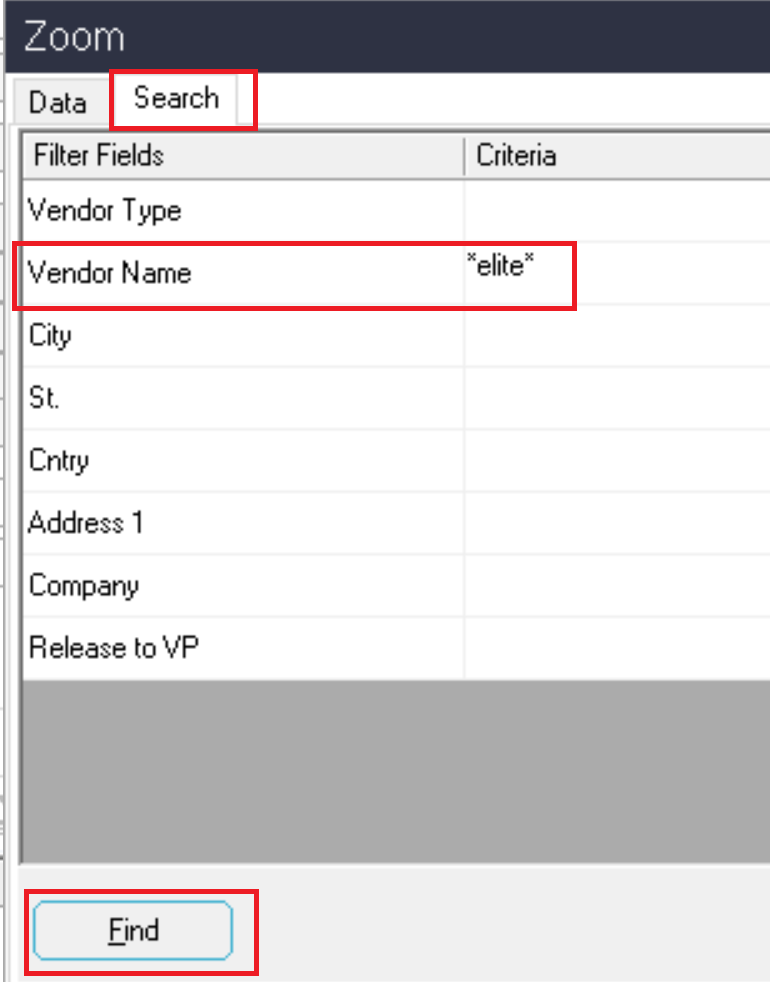 Zoom
Data Search
Filter Fields Criteria
Vendor Type
Vendor Name *elite*
City
St.
Cntry
Address 1
Company
Release to VP
Find